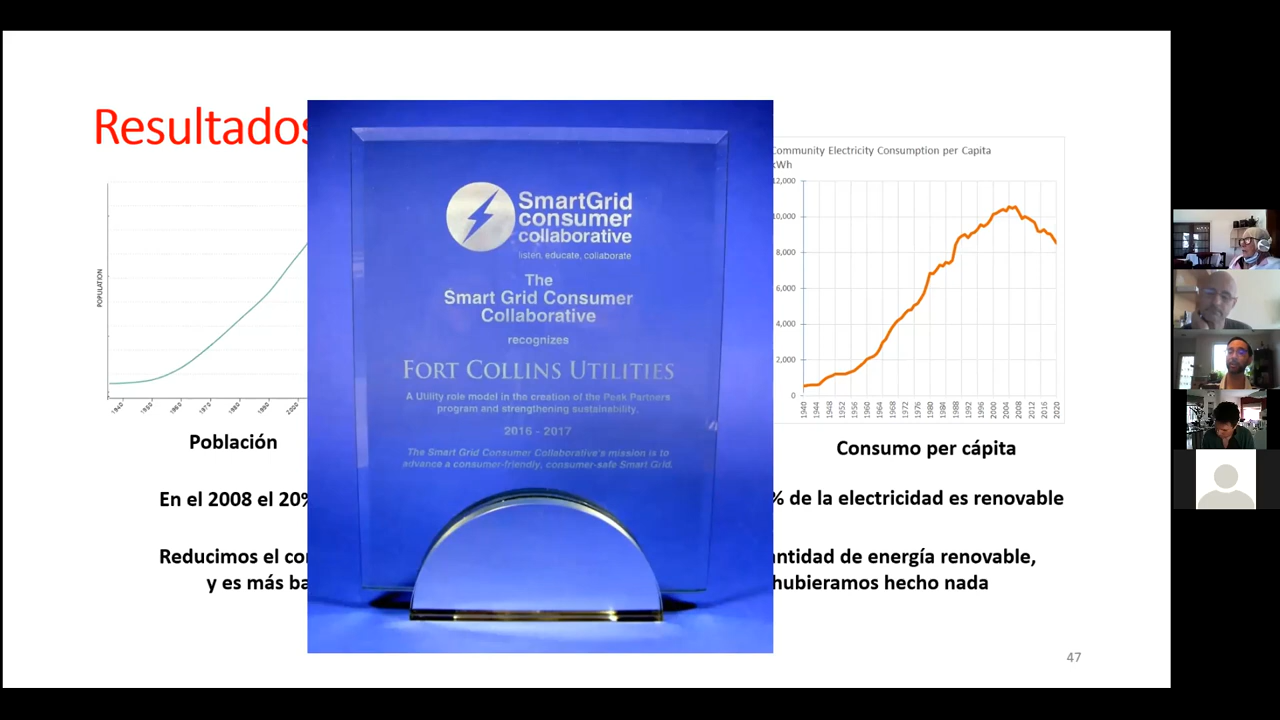 Resultados
POPULATION
1940 1950 1960 1970 1980 1990 2000
Población
SmartGrid
consumer
collaborative
listen, educate, collaborate
The
Smart Grid Consumer
Collaborative
recognizes
FORT COLLINS UTILITIES
A Utility role model in the creation of the Peak Partners
program and strengthening sustainability.
2016 - 2017
The Smart Grid Consumer Collaborative's mission is to
advance a consumer-friendly, consumer-safe Smart Grid.
Community Electricity Consumption per Capita
kWh
12,000
10,000
8,000
6,000
4,000
2,000
0
1940 1944 1948 1952 1956 1960 1964 1968 1972 1976 1980 1984 1988 1992 1996 2000 2004 2008 2012 2016 2020
Consumo per cápita
En el 2008 el 20% % de la electricidad es renovable
Reducimos el antidad de energía renovable,
y es más hubieramos hecho nada
47